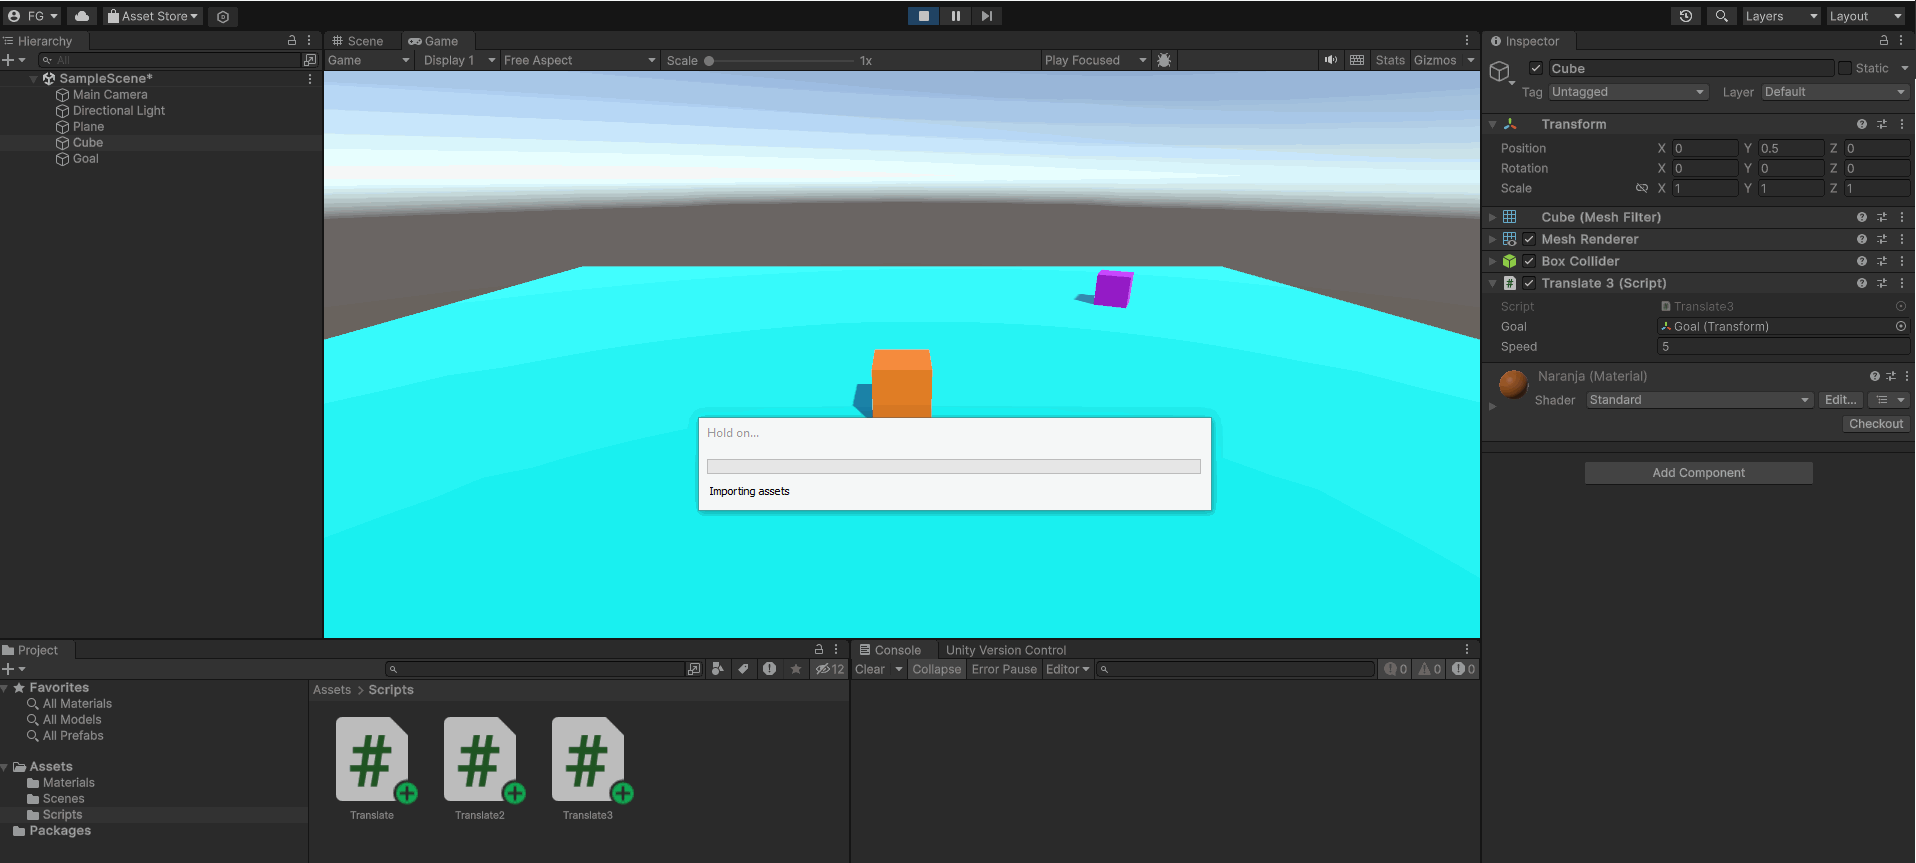 FG
Asset Store
Layers
Layout
Hierarchy
All
SampleScene*
Main Camera
Directional Light
Plane
Cube
Goal
Scene
Game
Game
Display 1
Free Aspect
Scale
1x
Play Focused
Stats
Gizmos
Hold on...
Importing assets
Inspector
Cube
Static
Tag
Untagged
Layer
Default
Transform
Position X 0 Y 0.5 Z 0
Rotation X 0 Y 0 Z 0
Scale X 1 Y 1 Z 1
Cube (Mesh Filter)
Mesh Renderer
Box Collider
Translate 3 (Script)
Script
Translate3
Goal
Goal (Transform)
Speed
5
Naranja (Material)
Shader
Standard
Edit...
Checkout
Add Component
Project
12
Favorites
All Materials
All Models
All Prefabs
Assets
Materials
Scenes
Scripts
Packages
Assets > Scripts
#
#
#
Translate
Translate2
Translate3
Console
Unity Version Control
Clear
Collapse
Error Pause
Editor
0
0
0